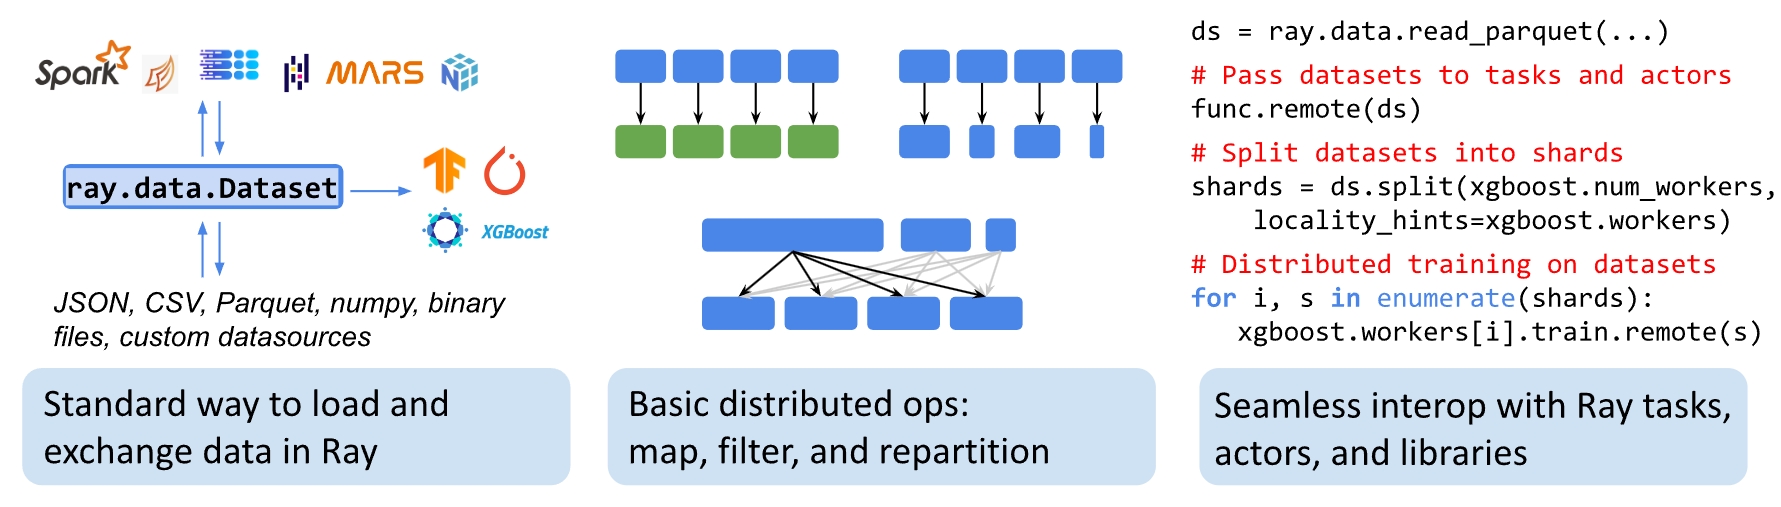 Spark
MARS
ray.data.Dataset
XGBoost
JSON, CSV, Parquet, numpy, binary
files, custom datasources
Standard way to load and
exchange data in Ray
Basic distributed ops:
map, filter, and repartition
ds = ray.data.read_parquet(...)
# Pass datasets to tasks and actors
func.remote(ds)
# Split datasets into shards
shards = ds.split(xgboost.num_workers,
    locality_hints=xgboost.workers)
# Distributed training on datasets
for i, s in enumerate(shards):
   xgboost.workers[i].train.remote(s)
Seamless interop with Ray tasks,
actors, and libraries